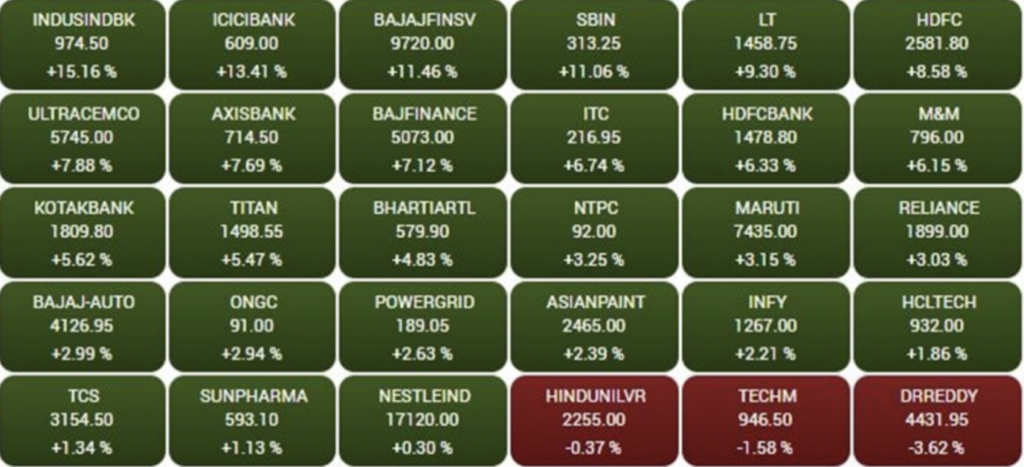 INDUSINDBK
974.50
+15.16 %
ICICIBANK
609.00
+13.41 %
BAJAJFINSV
9720.00
+11.46 %
SBIN
313.25
+11.06 %
LT
1458.75
+9.30 %
HDFC
2581.80
+8.58 %
ULTRACEMCO
5745.00
+7.88 %
AXISBANK
714.50
+7.69 %
BAJFINANCE
5073.00
+7.12 %
ITC
216.95
+6.74 %
HDFCBANK
1478.80
+6.33 %
M&M
796.00
+6.15 %
KOTAKBANK
1809.80
+5.62 %
TITAN
1498.55
+5.47 %
BHARTIARTL
579.90
+4.83 %
NTPC
92.00
+3.25 %
MARUTI
7435.00
+3.15 %
RELIANCE
1899.00
+3.03 %
BAJAJ-AUTO
4126.95
+2.99 %
ONGC
91.00
+2.94 %
POWERGRID
189.05
+2.63 %
ASIANPAINT
2465.00
+2.39 %
INFY
1267.00
+2.21 %
HCLTECH
932.00
+1.86 %
TCS
3154.50
+1.34 %
SUNPHARMA
593.10
+1.13 %
NESTLEIND
17120.00
+0.30 %
HINDUNILVR
2255.00
-0.37 %
TECHM
946.50
-1.58 %
DRREDDY
4431.95
-3.62 %